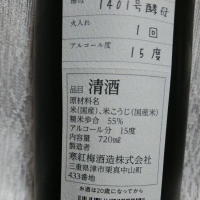 1401号酵母
火入れ 1回
アルコール度 15度
品目 清酒
原材料名
米(国産)、米こうじ(国産米)
精米歩合 55%
アルコール分 15度
内容量 720ml
製造者
寒紅梅酒造株式会社
三重県津市栗真中山町
433番地
お酒は20歳になってから